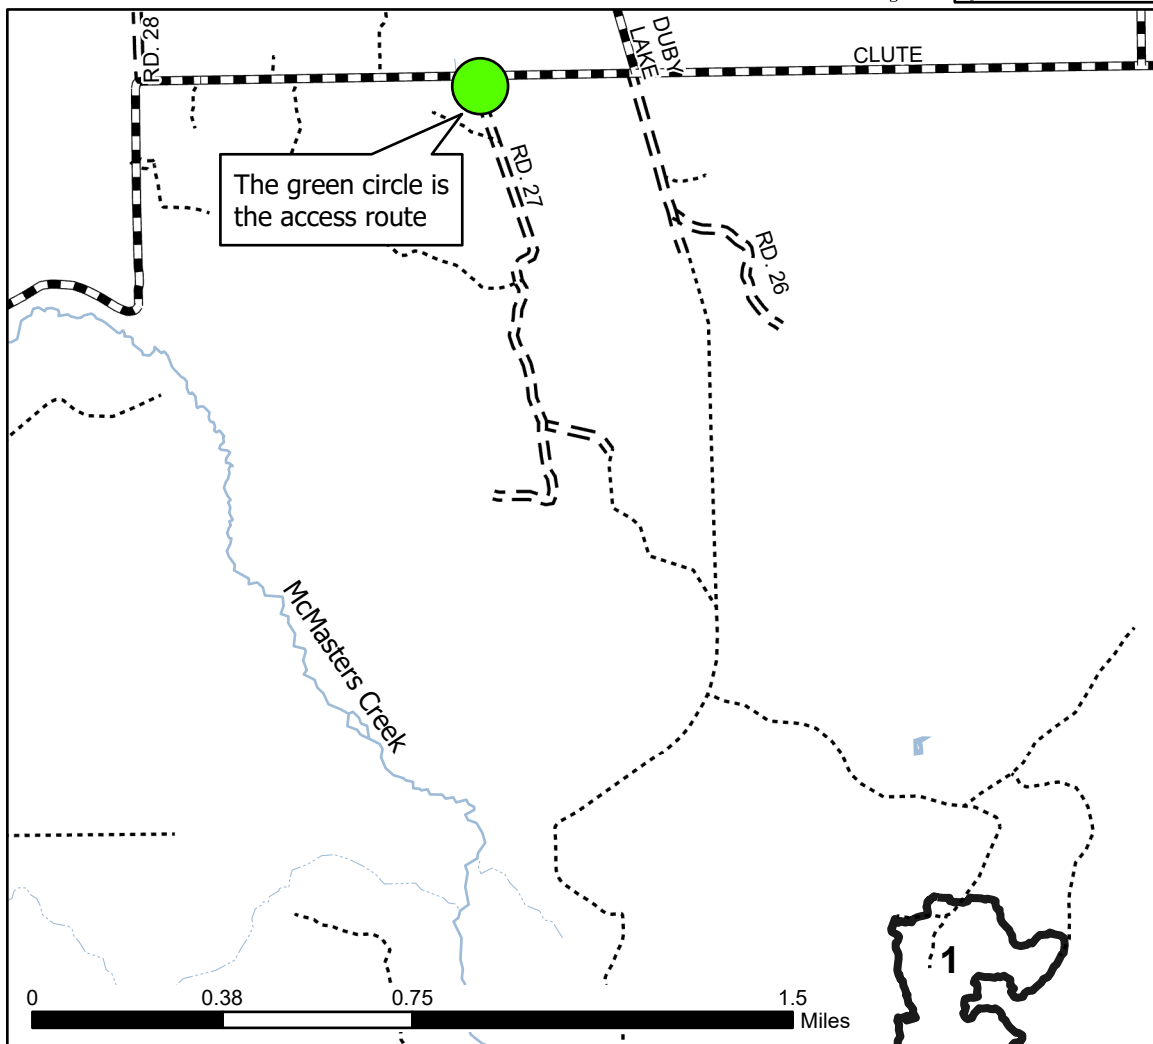 RD. 28
DUBY
LAKE
CLUTE
RD. 27
The green circle is
the access route
RD. 26
McMasters Creek
1
0 0.38 0.75 1.5
Miles